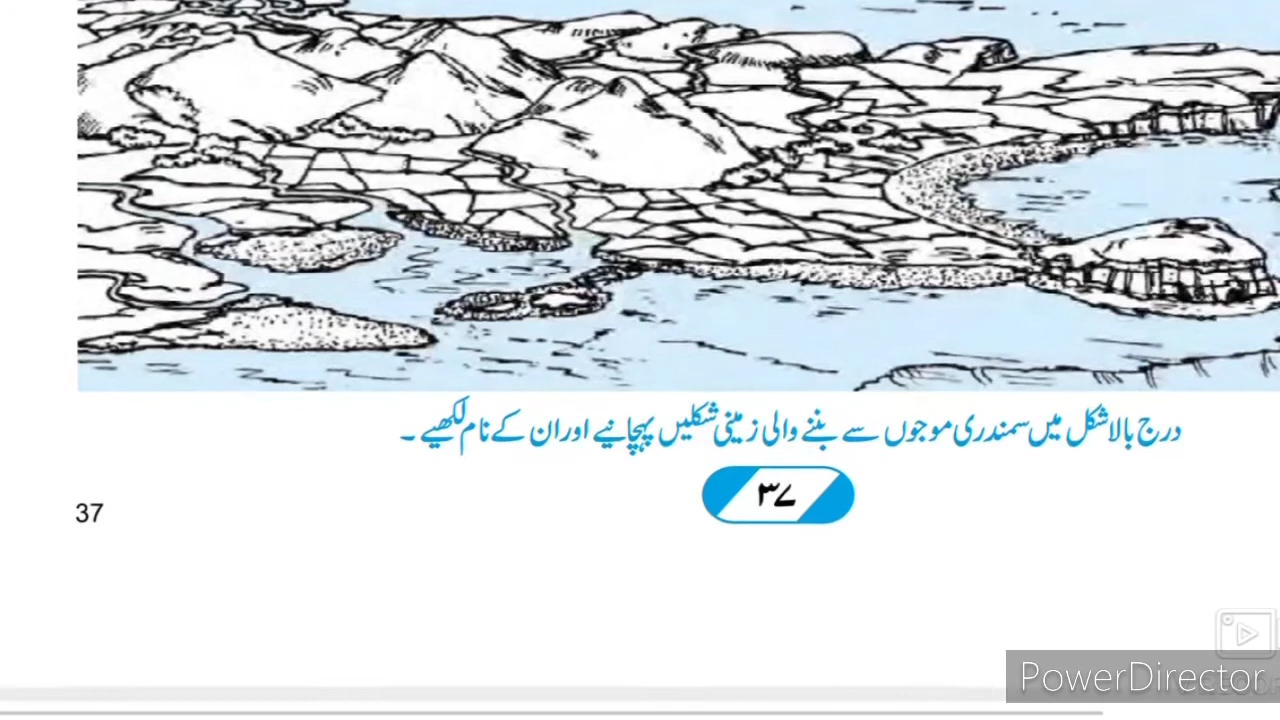 درج بالا شکل میں سمندری موجوں سے بننے والی زمینی شکلیں پہچانیے اور ان کے نام لکھیے ۔
۳۷
37
PowerDirector